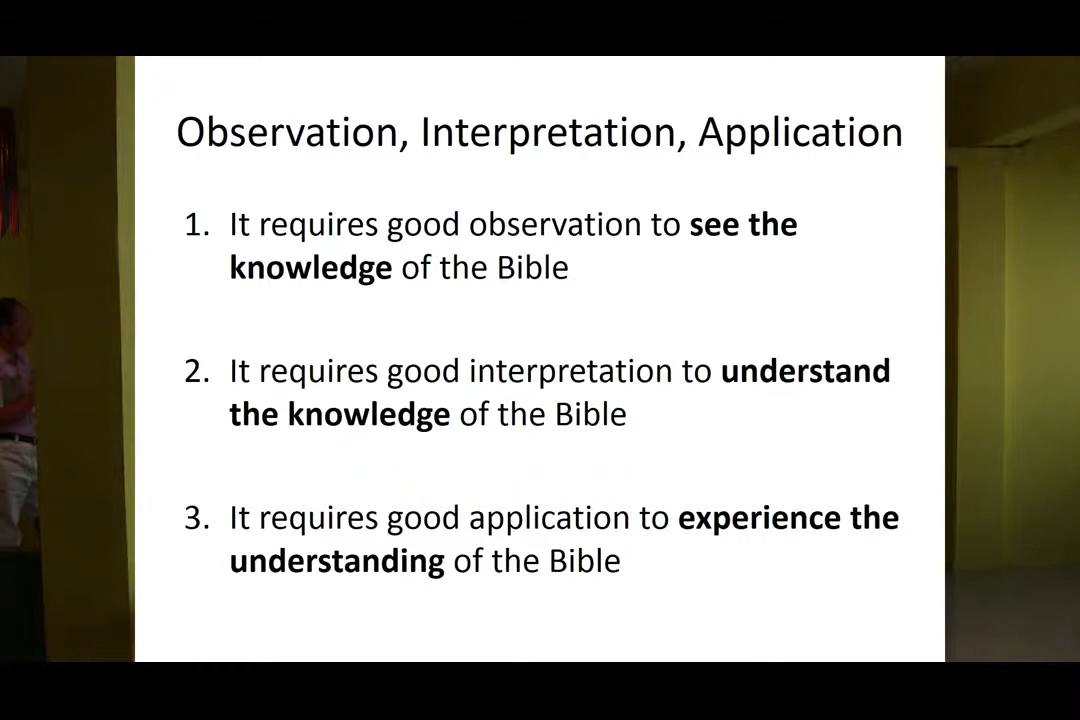 Observation, Interpretation, Application
1. It requires good observation to see the
knowledge of the Bible
2. It requires good interpretation to understand
the knowledge of the Bible
3. It requires good application to experience the
understanding of the Bible